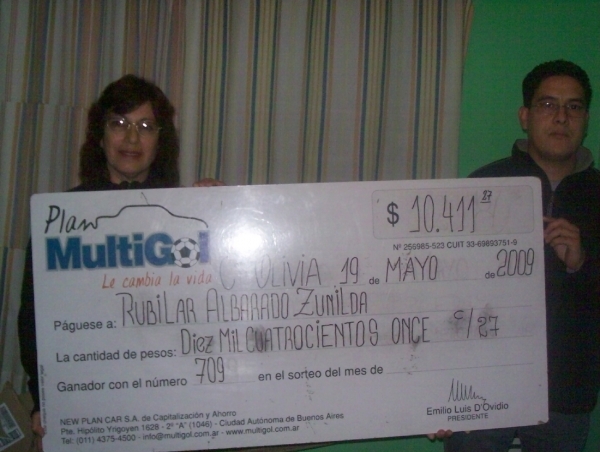 Plan
MultiGol
Le cambia la vida
$ 10.411 27
Nº 255985-523 CUIT 33-69893751-9
C. OLIVIA 19 de MAYO de 2009
Páguese a: RUBILAR ALBARADO ZUNILDA
La cantidad de pesos: DIEZ MIL CUATROCIENTOS ONCE C/27
Ganador con el número 709 en el sorteo del mes de
Emilio Luis D'Ovidio
PRESIDENTE
NEW PLAN CAR S.A. de Capitalización y Ahorro
Pte. Hipólito Yrigoyen 1628 - 2º "A" (1046) - Ciudad Autónoma de Buenos Aires
Tel: (011) 4375-4500 - info@multigol.com.ar - www.multigol.com.ar